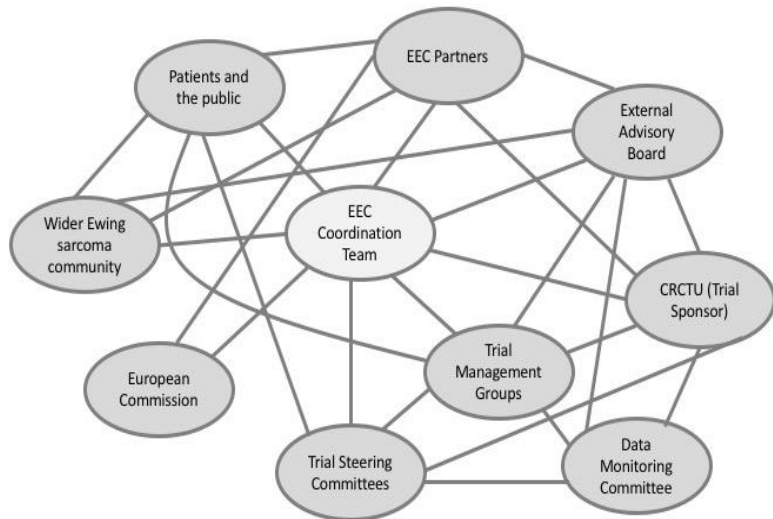 Patients and
the public
EEC Partners
External
Advisory
Board
Wider Ewing
sarcoma
community
EEC
Coordination
Team
CRCTU (Trial
Sponsor)
European
Commission
Trial
Management
Groups
Trial Steering
Committees
Data
Monitoring
Committee